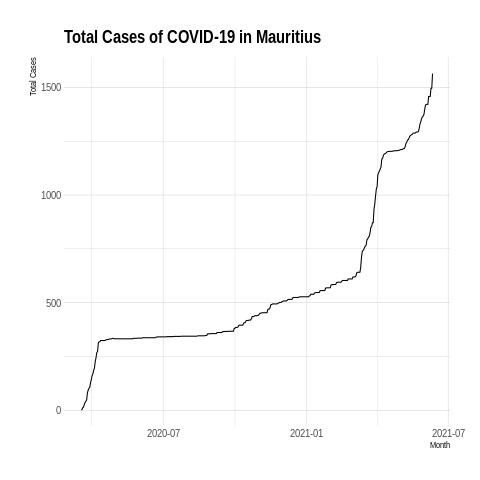 Total Cases of COVID-19 in Mauritius
Total Cases
1500
1000
500
0
2020-07
2021-01
2021-07
Month